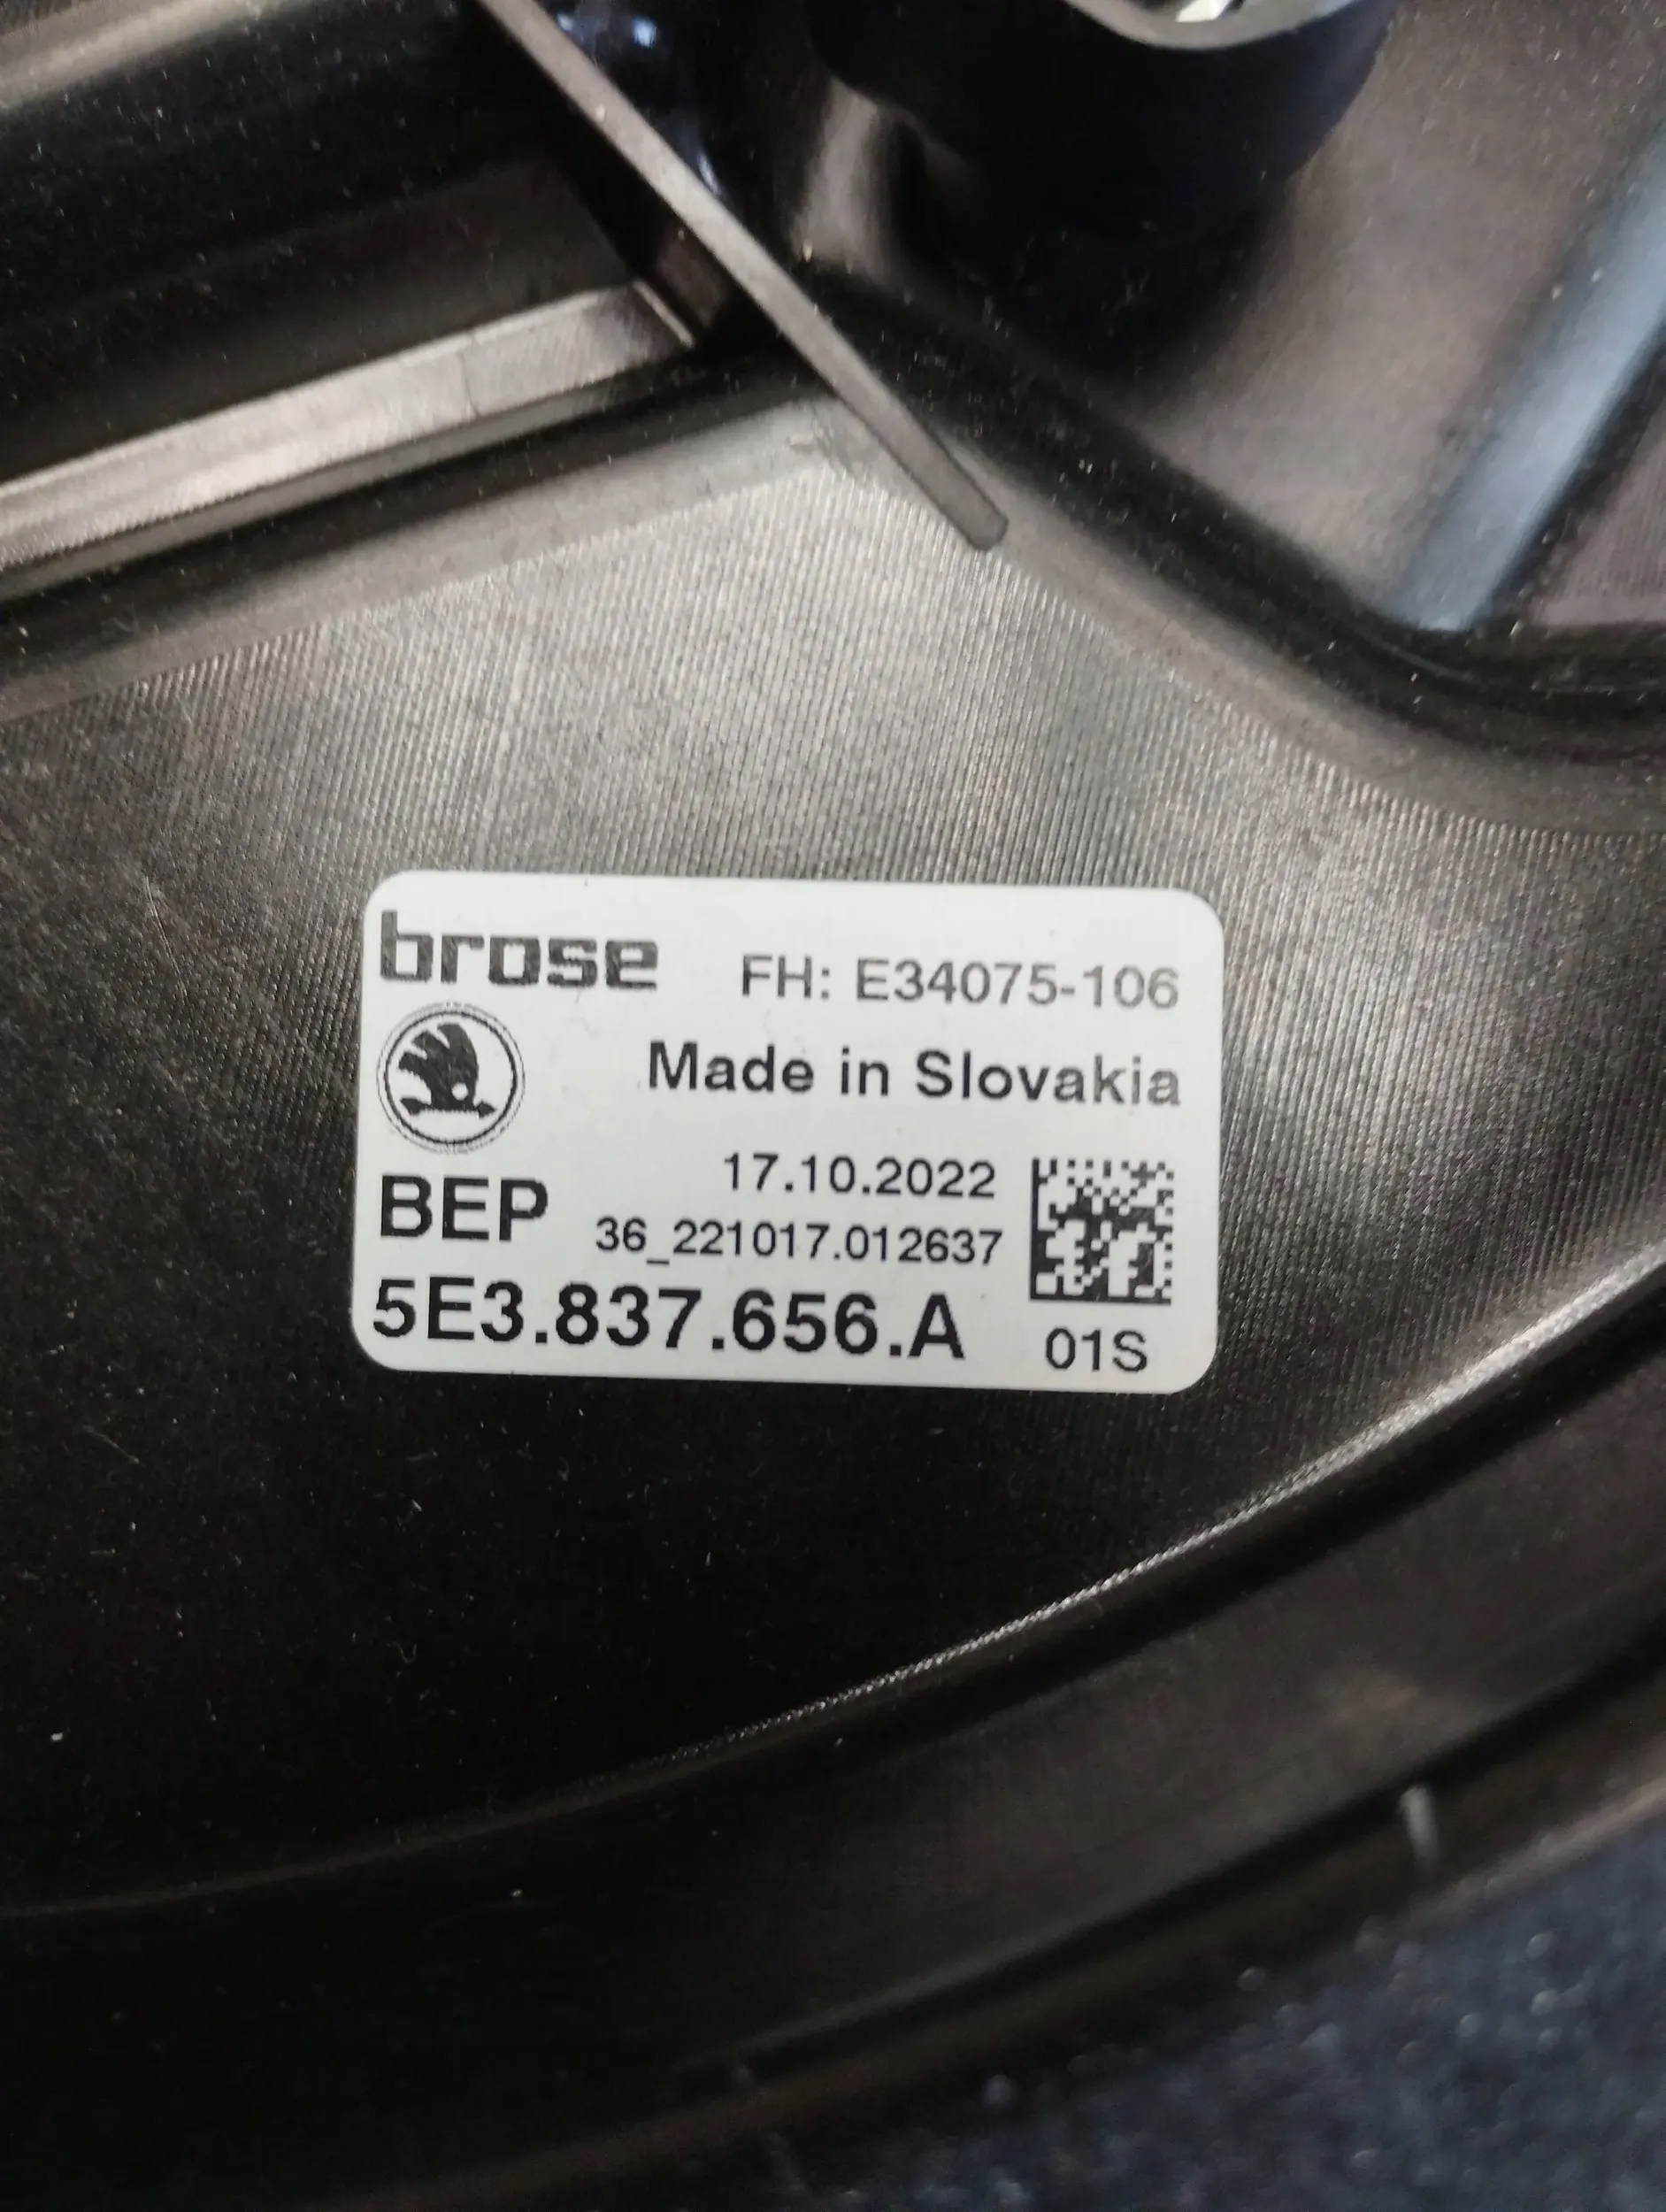 brose FH: E34075-106
Made in Slovakia
17.10.2022
BEP 36_221017.012637
5E3.837.656.A 01S